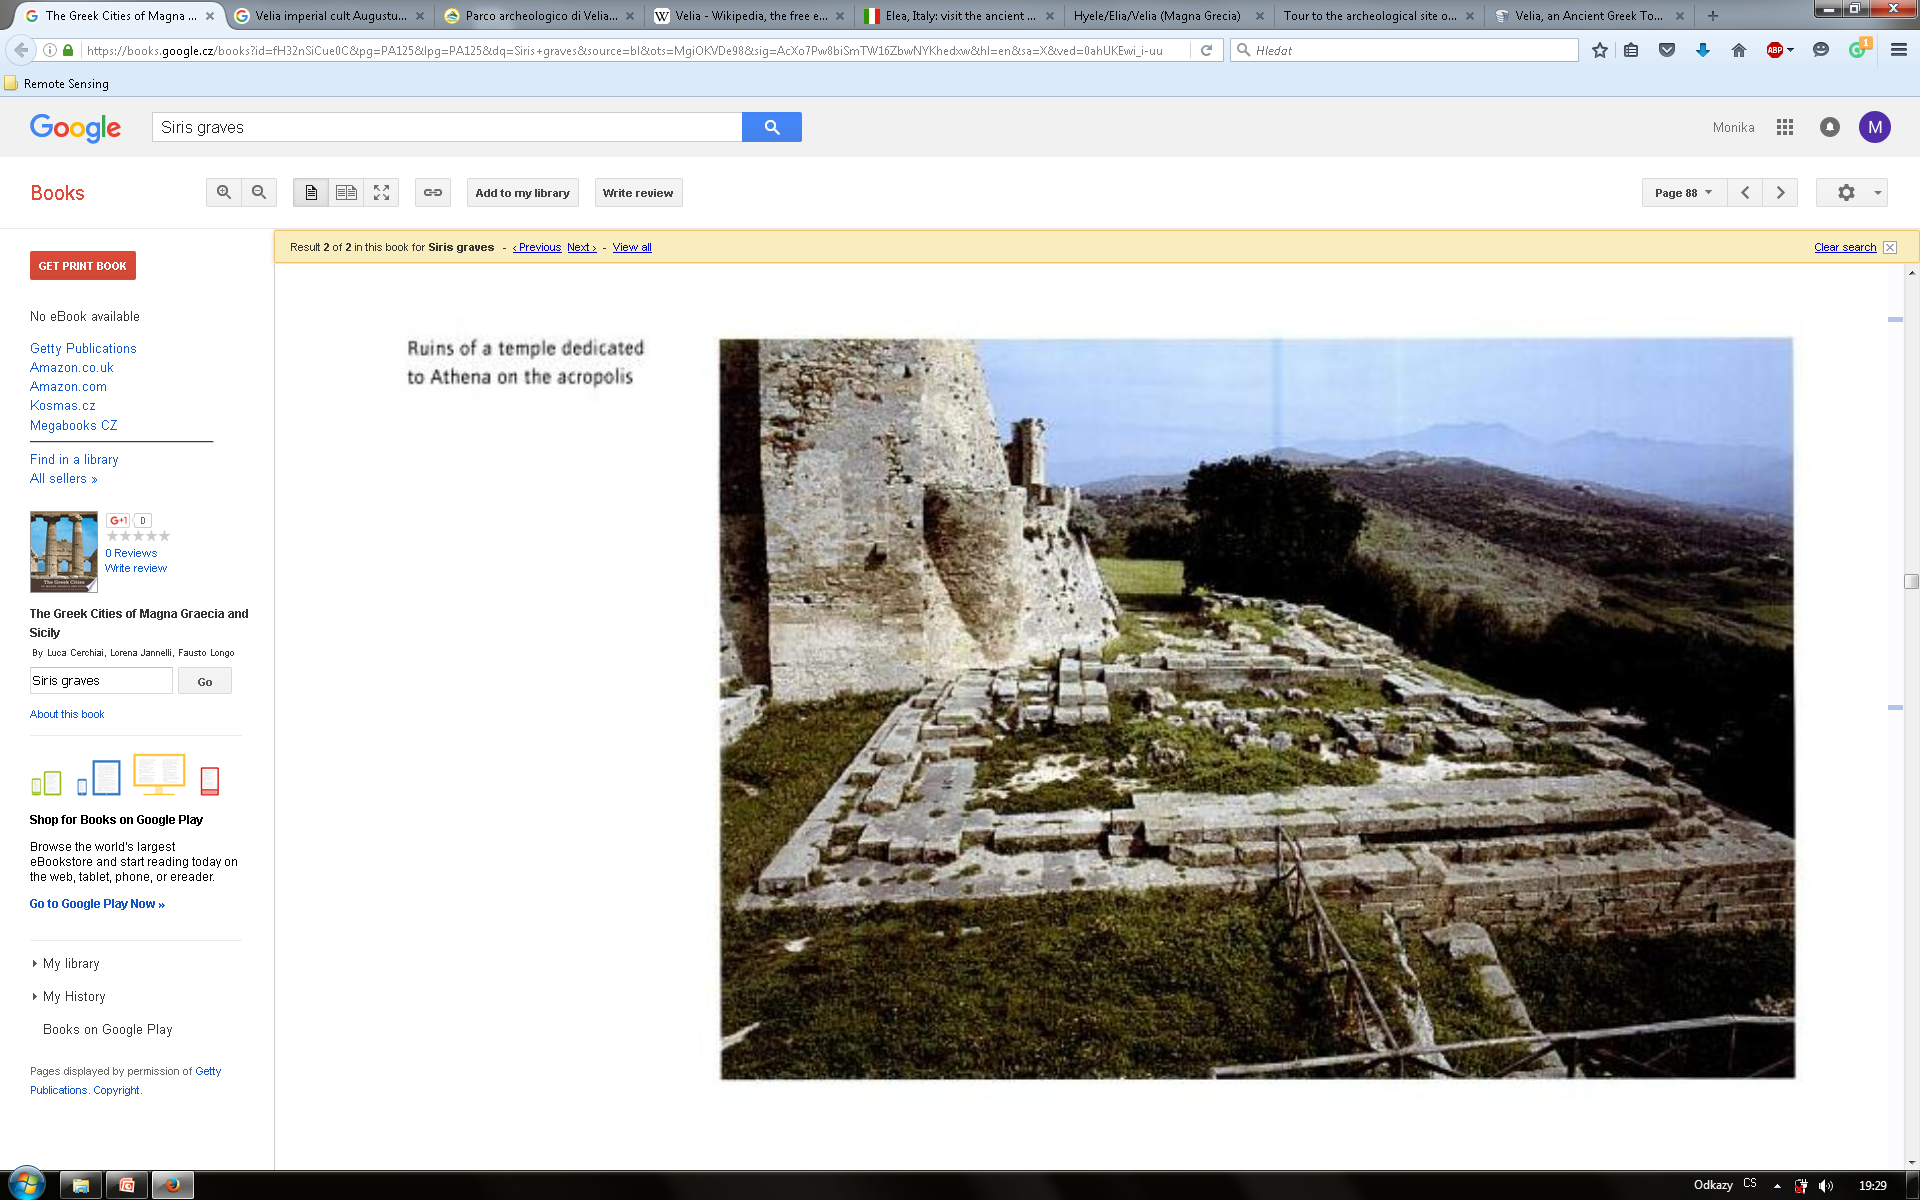 The Greek Cities of Magna ...
Velia imperial cult Augustu...
Parco archeologico di Velia...
Velia - Wikipedia, the free e...
Elea, Italy: visit the ancient ...
Hyele/Elia/Velia (Magna Grecia)
Tour to the archeological site o...
Velia, an Ancient Greek To...
https://books.google.cz/books?id=fH32nSiCue0C&pg=PA125&lpg=PA125&dq=Siris+graves&source=bl&ots=MgiOKVDe98&sig=AcXo7Pw8biSmTW16ZbwNYKhedxw&hl=en&sa=X&ved=0ahUKEwi_i-uu
Hledat
ABP
1
Remote Sensing
Google
Siris graves
Monika
M
Books
Add to my library
Write review
Page 88
Result 2 of 2 in this book for Siris graves - ‹ Previous Next › - View all
Clear search
GET PRINT BOOK
No eBook available
Getty Publications
Amazon.co.uk
Amazon.com
Kosmas.cz
Megabooks CZ
Find in a library
All sellers »
G+1
0
0 Reviews
Write review
The Greek Cities
The Greek Cities of Magna Graecia and
Sicily
By Luca Cerchiai, Lorena Jannelli, Fausto Longo
Siris graves
Go
About this book
Shop for Books on Google Play
Browse the world's largest
eBookstore and start reading today on
the web, tablet, phone, or ereader.
Go to Google Play Now »
My library
My History
Books on Google Play
Pages displayed by permission of Getty
Publications. Copyright.
Ruins of a temple dedicated
to Athena on the acropolis
Odkazy
CS
19:29